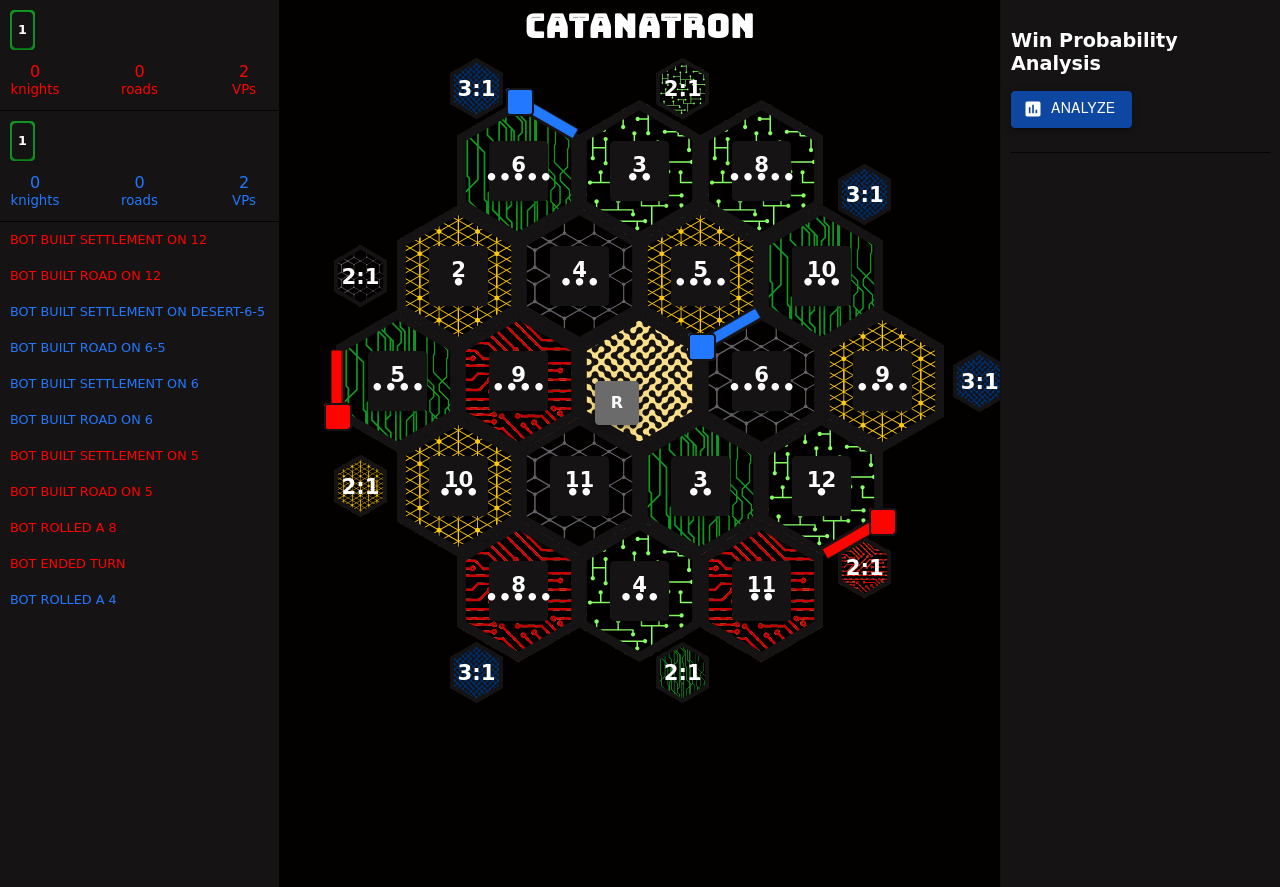 CATANATRON
1
0 0 2
knights roads VPs
1
0 0 2
knights roads VPs
BOT BUILT SETTLEMENT ON 12
BOT BUILT ROAD ON 12
BOT BUILT SETTLEMENT ON DESERT-6-5
BOT BUILT ROAD ON 6-5
BOT BUILT SETTLEMENT ON 6
BOT BUILT ROAD ON 6
BOT BUILT SETTLEMENT ON 5
BOT BUILT ROAD ON 5
BOT ROLLED A 8
BOT ENDED TURN
BOT ROLLED A 4
3:1 2:1
6 3 8
3:1
2:1 2 4 5 10
5 9 6 9 3:1
R
2:1 10 11 3 12
2:1
8 4 11
3:1 2:1
Win Probability
Analysis
ANALYZE